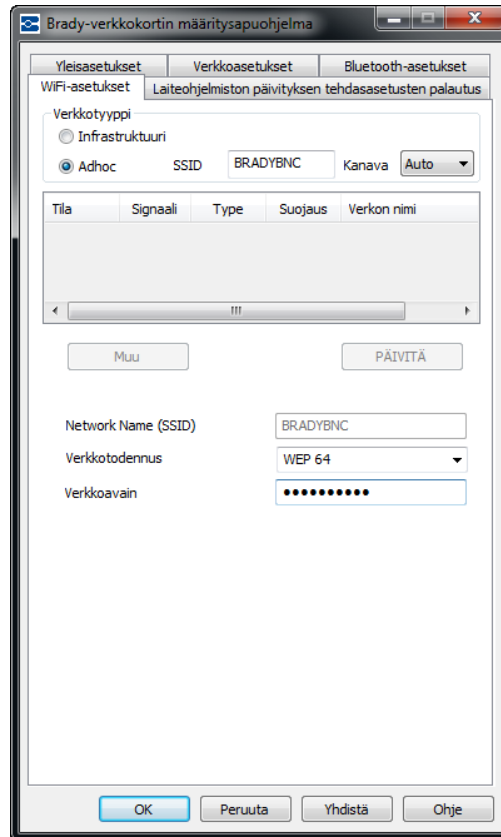 Brady-verkkokortin määritysapuohjelma
Yleisasetukset Verkkoasetukset Bluetooth-asetukset
WiFi-asetukset Laiteohjelmiston päivityksen tehdasasetusten palautus
Verkkotyyppi
Infrastruktuuri
Adhoc SSID BRADYBNC Kanava Auto
Tila Signaali Type Suojaus Verkon nimi
Muu PÄIVITÄ
Network Name (SSID) BRADYBNC
Verkkotodennus WEP 64
Verkkoavain ●●●●●●●●●●
OK Peruuta Yhdistä Ohje